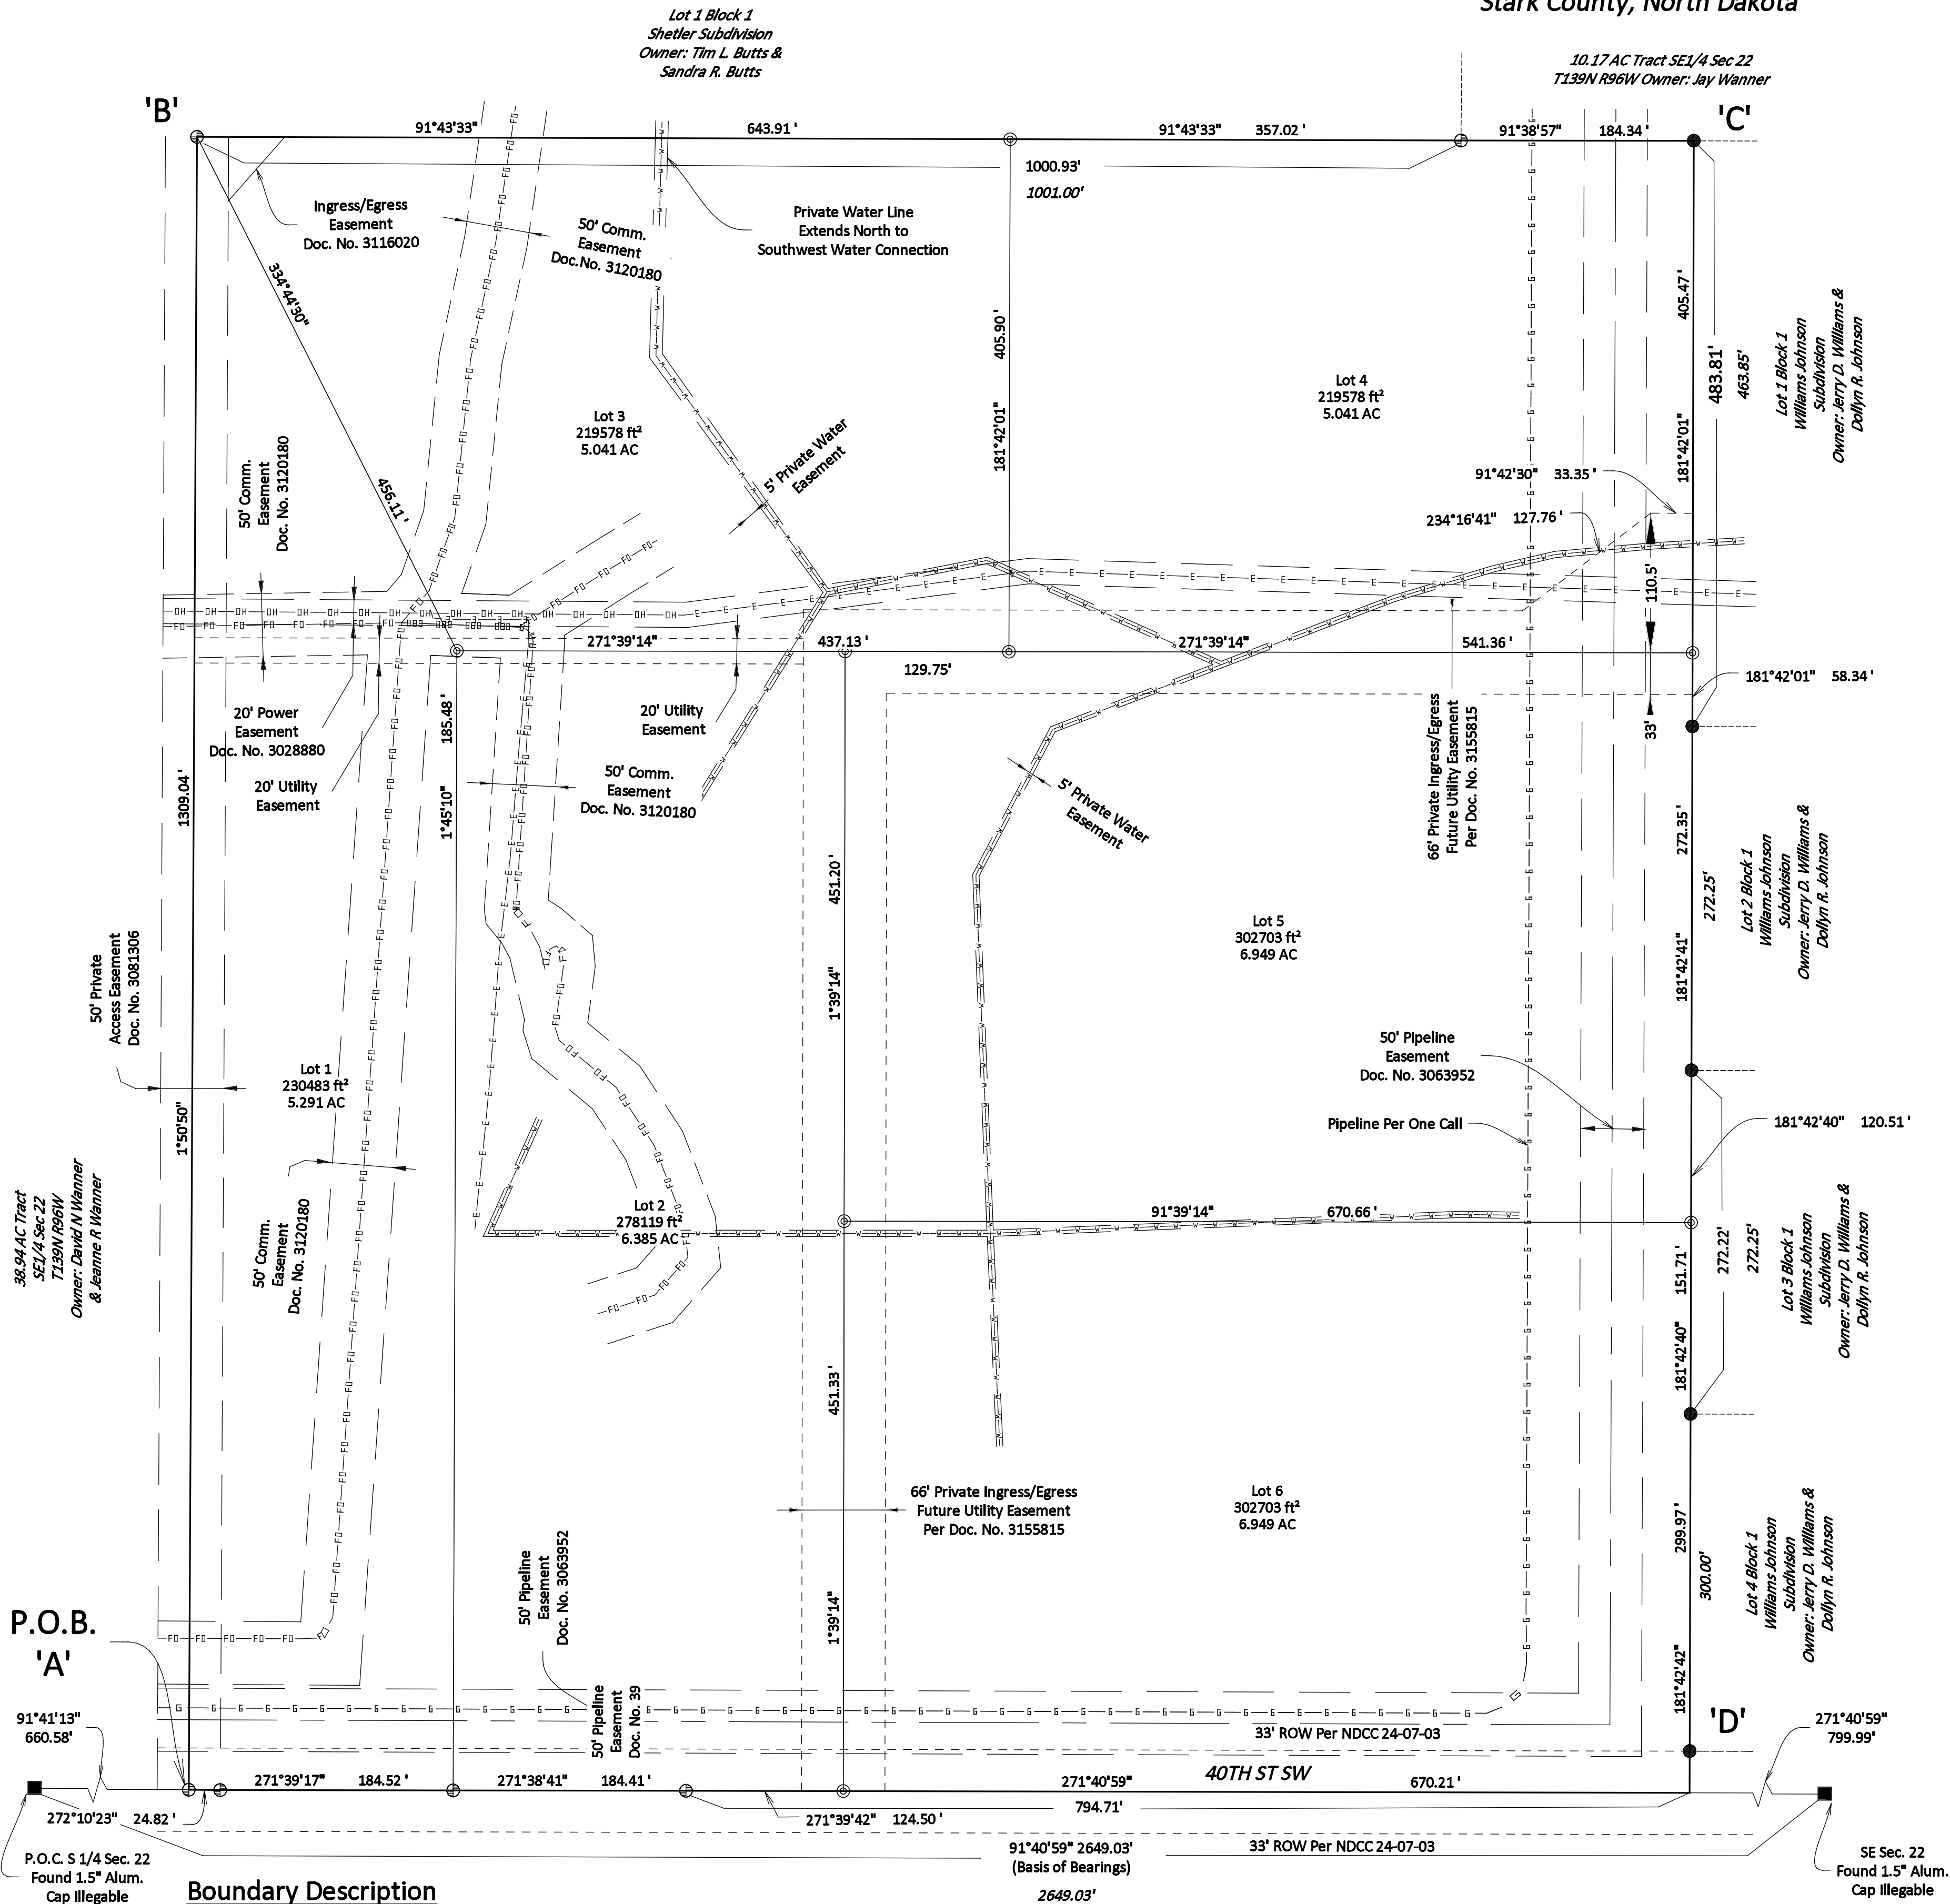 Stark County, North Dakota
Lot 1 Block 1
Shetler Subdivision
Owner: Tim L. Butts &
Sandra R. Butts
10.17 AC Tract SE1/4 Sec 22
T139N R96W Owner: Jay Wanner
'B'
'C'
91°43'33"
643.91 '
91°43'33"
357.02 '
91°38'57"
184.34 '
1000.93'
1001.00'
Ingress/Egress
Easement
Doc. No. 3116020
50' Comm.
Easement
Doc.No. 3120180
Private Water Line
Extends North to
Southwest Water Connection
334°44'30"
456.11 '
405.90 '
181°42'01"
405.47'
181°42'01"
483.81'
463.85'
Lot 1 Block 1
Williams Johnson
Subdivision
Owner: Jerry D. Williams &
Dollyn R. Johnson
Lot 3
219578 ft²
5.041 AC
Lot 4
219578 ft²
5.041 AC
50' Comm.
Easement
Doc. No. 3120180
5' Private Water
Easement
91°42'30" 33.35 '
234°16'41" 127.76 '
110.5'
33'
271°39'14"
437.13 '
271°39'14"
541.36'
129.75'
181°42'01" 58.34 '
20' Power
Easement
Doc. No. 3028880
20' Utility
Easement
185.48'
1°45'10"
20' Utility
Easement
50' Comm.
Easement
Doc. No. 3120180
66' Private Ingress/Egress
Future Utility Easement
Per Doc. No. 3155815
5' Private Water
Easement
1309.04'
1°50'50"
451.20 '
1°39'14"
272.35'
181°42'41"
272.25'
Lot 2 Block 1
Williams Johnson
Subdivision
Owner: Jerry D. Williams &
Dollyn R. Johnson
50' Private
Access Easement
Doc. No. 3081306
Lot 5
302703 ft²
6.949 AC
Lot 1
230483 ft²
5.291 AC
50' Pipeline
Easement
Doc. No. 3063952
Pipeline Per One Call
181°42'40" 120.51 '
38.94 AC Tract
SE1/4 Sec 22
T139N R96W
Owner: David N Wanner
& Jeanne R Wanner
50' Comm.
Easement
Doc. No. 3120180
Lot 2
278119 ft²
6.385 AC
91°39'14"
670.66 '
151.71 '
181°42'40"
272.22'
272.25'
Lot 3 Block 1
Williams Johnson
Subdivision
Owner: Jerry D. Williams &
Dollyn R. Johnson
451.33 '
1°39'14"
66' Private Ingress/Egress
Future Utility Easement
Per Doc. No. 3155815
Lot 6
302703 ft²
6.949 AC
299.97'
181°42'42"
300.00'
Lot 4 Block 1
Williams Johnson
Subdivision
Owner: Jerry D. Williams &
Dollyn R. Johnson
50' Pipeline
Easement
Doc. No. 3063952
P.O.B.
'A'
'D'
91°41'13"
660.58'
50' Pipeline
Easement
Doc. No. 39
33' ROW Per NDCC 24-07-03
271°40'59"
799.99'
271°39'17"
184.52 '
271°38'41"
184.41 '
271°40'59"
40TH ST SW
670.21 '
272°10'23" 24.82 '
271°39'42" 124.50 '
794.71'
91°40'59" 2649.03'
(Basis of Bearings)
2649.03'
33' ROW Per NDCC 24-07-03
P.O.C. S 1/4 Sec. 22
Found 1.5" Alum.
Cap Illegable
SE Sec. 22
Found 1.5" Alum.
Cap Illegable
Boundary Description